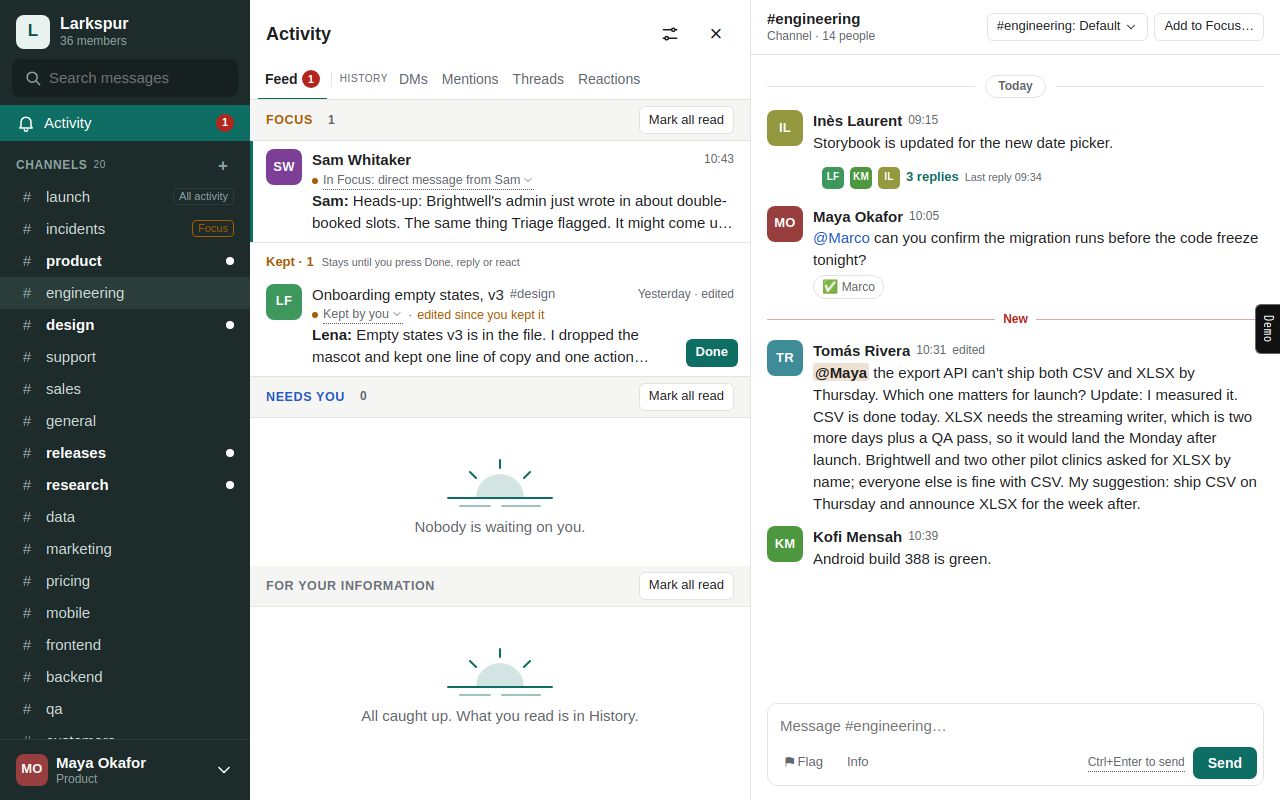 L
Larkspur
36 members
Search messages
Activity
1
CHANNELS 20
+
# launch
All activity
# incidents
Focus
# product
# engineering
# design
# support
# sales
# general
# releases
# research
# data
# marketing
# pricing
# mobile
# frontend
# backend
# qa
MO
Maya Okafor
Product
Activity
Feed 1
HISTORY
DMs
Mentions
Threads
Reactions
FOCUS 1
Mark all read
SW
Sam Whitaker
10:43
In Focus: direct message from Sam
Sam: Heads-up: Brightwell's admin just wrote in about double-
booked slots. The same thing Triage flagged. It might come u…
Kept · 1 Stays until you press Done, reply or react
LF
Onboarding empty states, v3 #design
Yesterday · edited
Kept by you · edited since you kept it
Lena: Empty states v3 is in the file. I dropped the
mascot and kept one line of copy and one action…
Done
NEEDS YOU 0
Mark all read
Nobody is waiting on you.
FOR YOUR INFORMATION
Mark all read
All caught up. What you read is in History.
#engineering
Channel · 14 people
#engineering: Default
Add to Focus…
Today
IL
Inès Laurent 09:15
Storybook is updated for the new date picker.
LF KM IL 3 replies Last reply 09:34
MO
Maya Okafor 10:05
@Marco can you confirm the migration runs before the code freeze
tonight?
✅ Marco
New
Demo
TR
Tomás Rivera 10:31 edited
@Maya the export API can't ship both CSV and XLSX by
Thursday. Which one matters for launch? Update: I measured it.
CSV is done today. XLSX needs the streaming writer, which is two
more days plus a QA pass, so it would land the Monday after
launch. Brightwell and two other pilot clinics asked for XLSX by
name; everyone else is fine with CSV. My suggestion: ship CSV on
Thursday and announce XLSX for the week after.
KM
Kofi Mensah 10:39
Android build 388 is green.
Message #engineering…
Flag
Info
Ctrl+Enter to send
Send